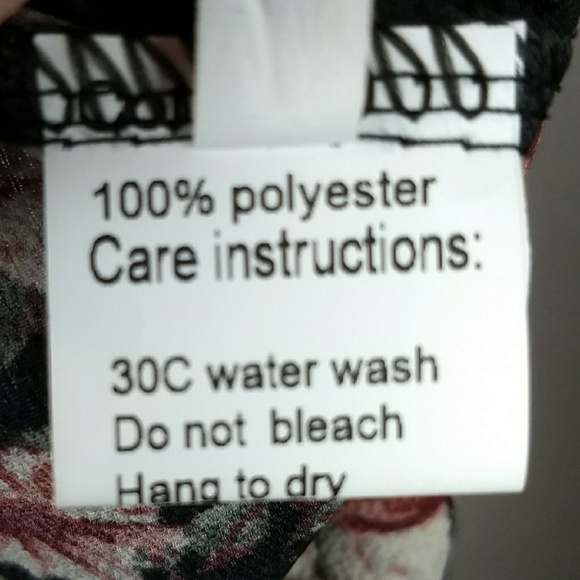 100% polyester
Care instructions:
30C water wash
Do not bleach
Hang to dry